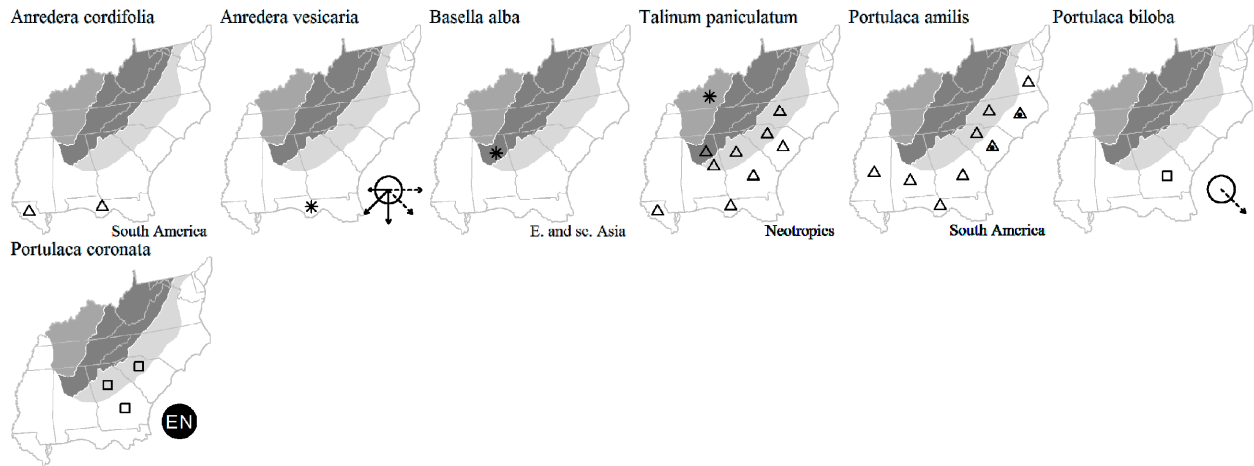 Anredera cordifolia
Anredera vesicaria
Basella alba
Talinum paniculatum
Portulaca amilis
Portulaca biloba
South America
E. and sc. Asia
Neotropics
South America
Portulaca coronata
EN